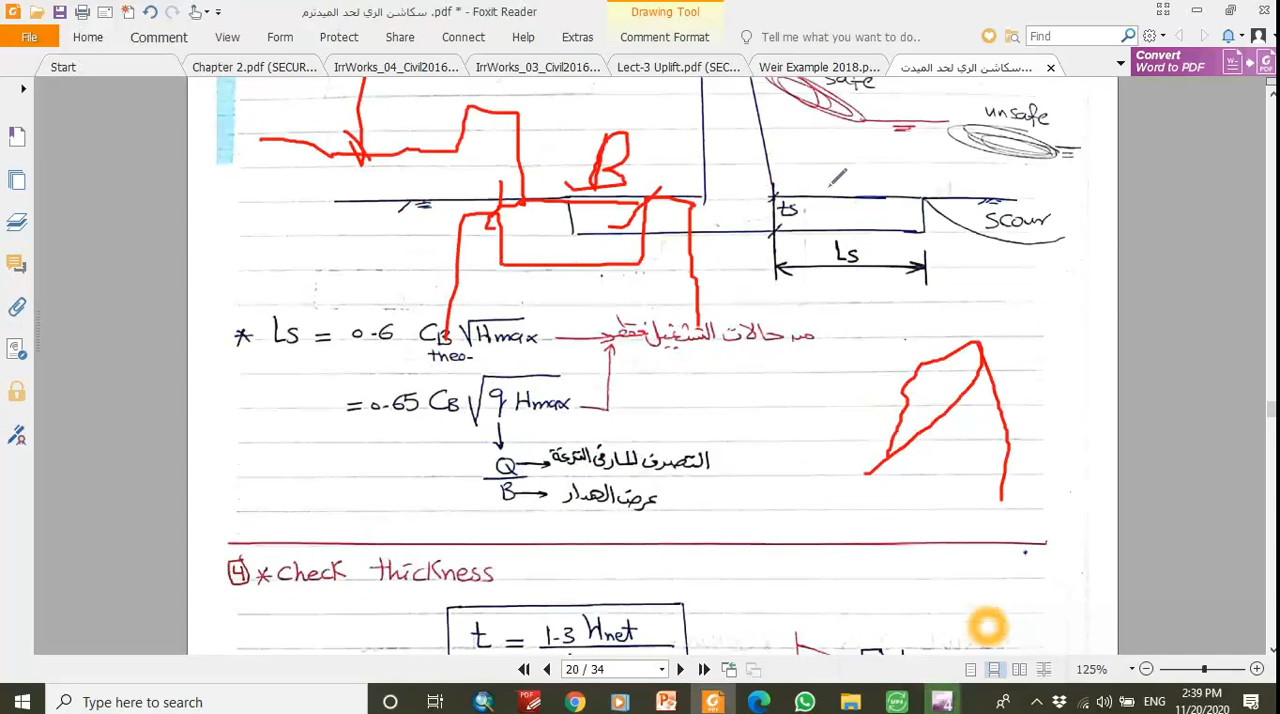 سكاشن الري لحد الميدتزم. pdf * - Foxit Reader
Drawing Tool
File Home Comment View Form Protect Share Connect Help Extras Comment Format Tell me what you want to do.. Find
Start Chapter 2.pdf (SECUR... IrrWorks_04_Civil2016... IrrWorks_03_Civil2016... Lect-3 Uplift.pdf (SEC... Weir Example 2018.p... سكاشن الري لحد الميدت...
Convert
Word to PDF
safe
unsafe
B
ts
scour
Ls
* Ls = 0.6 CB √Hmax من حالات التشغيل فقط
theo-
= 0.65 CB √q Hmax
Q التصرف المار فى الترعة
B عرض الهدار
4 * Check thickness
t = 1.3 Hnet
20 / 34
125%
Type here to search
ENG
2:39 PM
11/20/2020